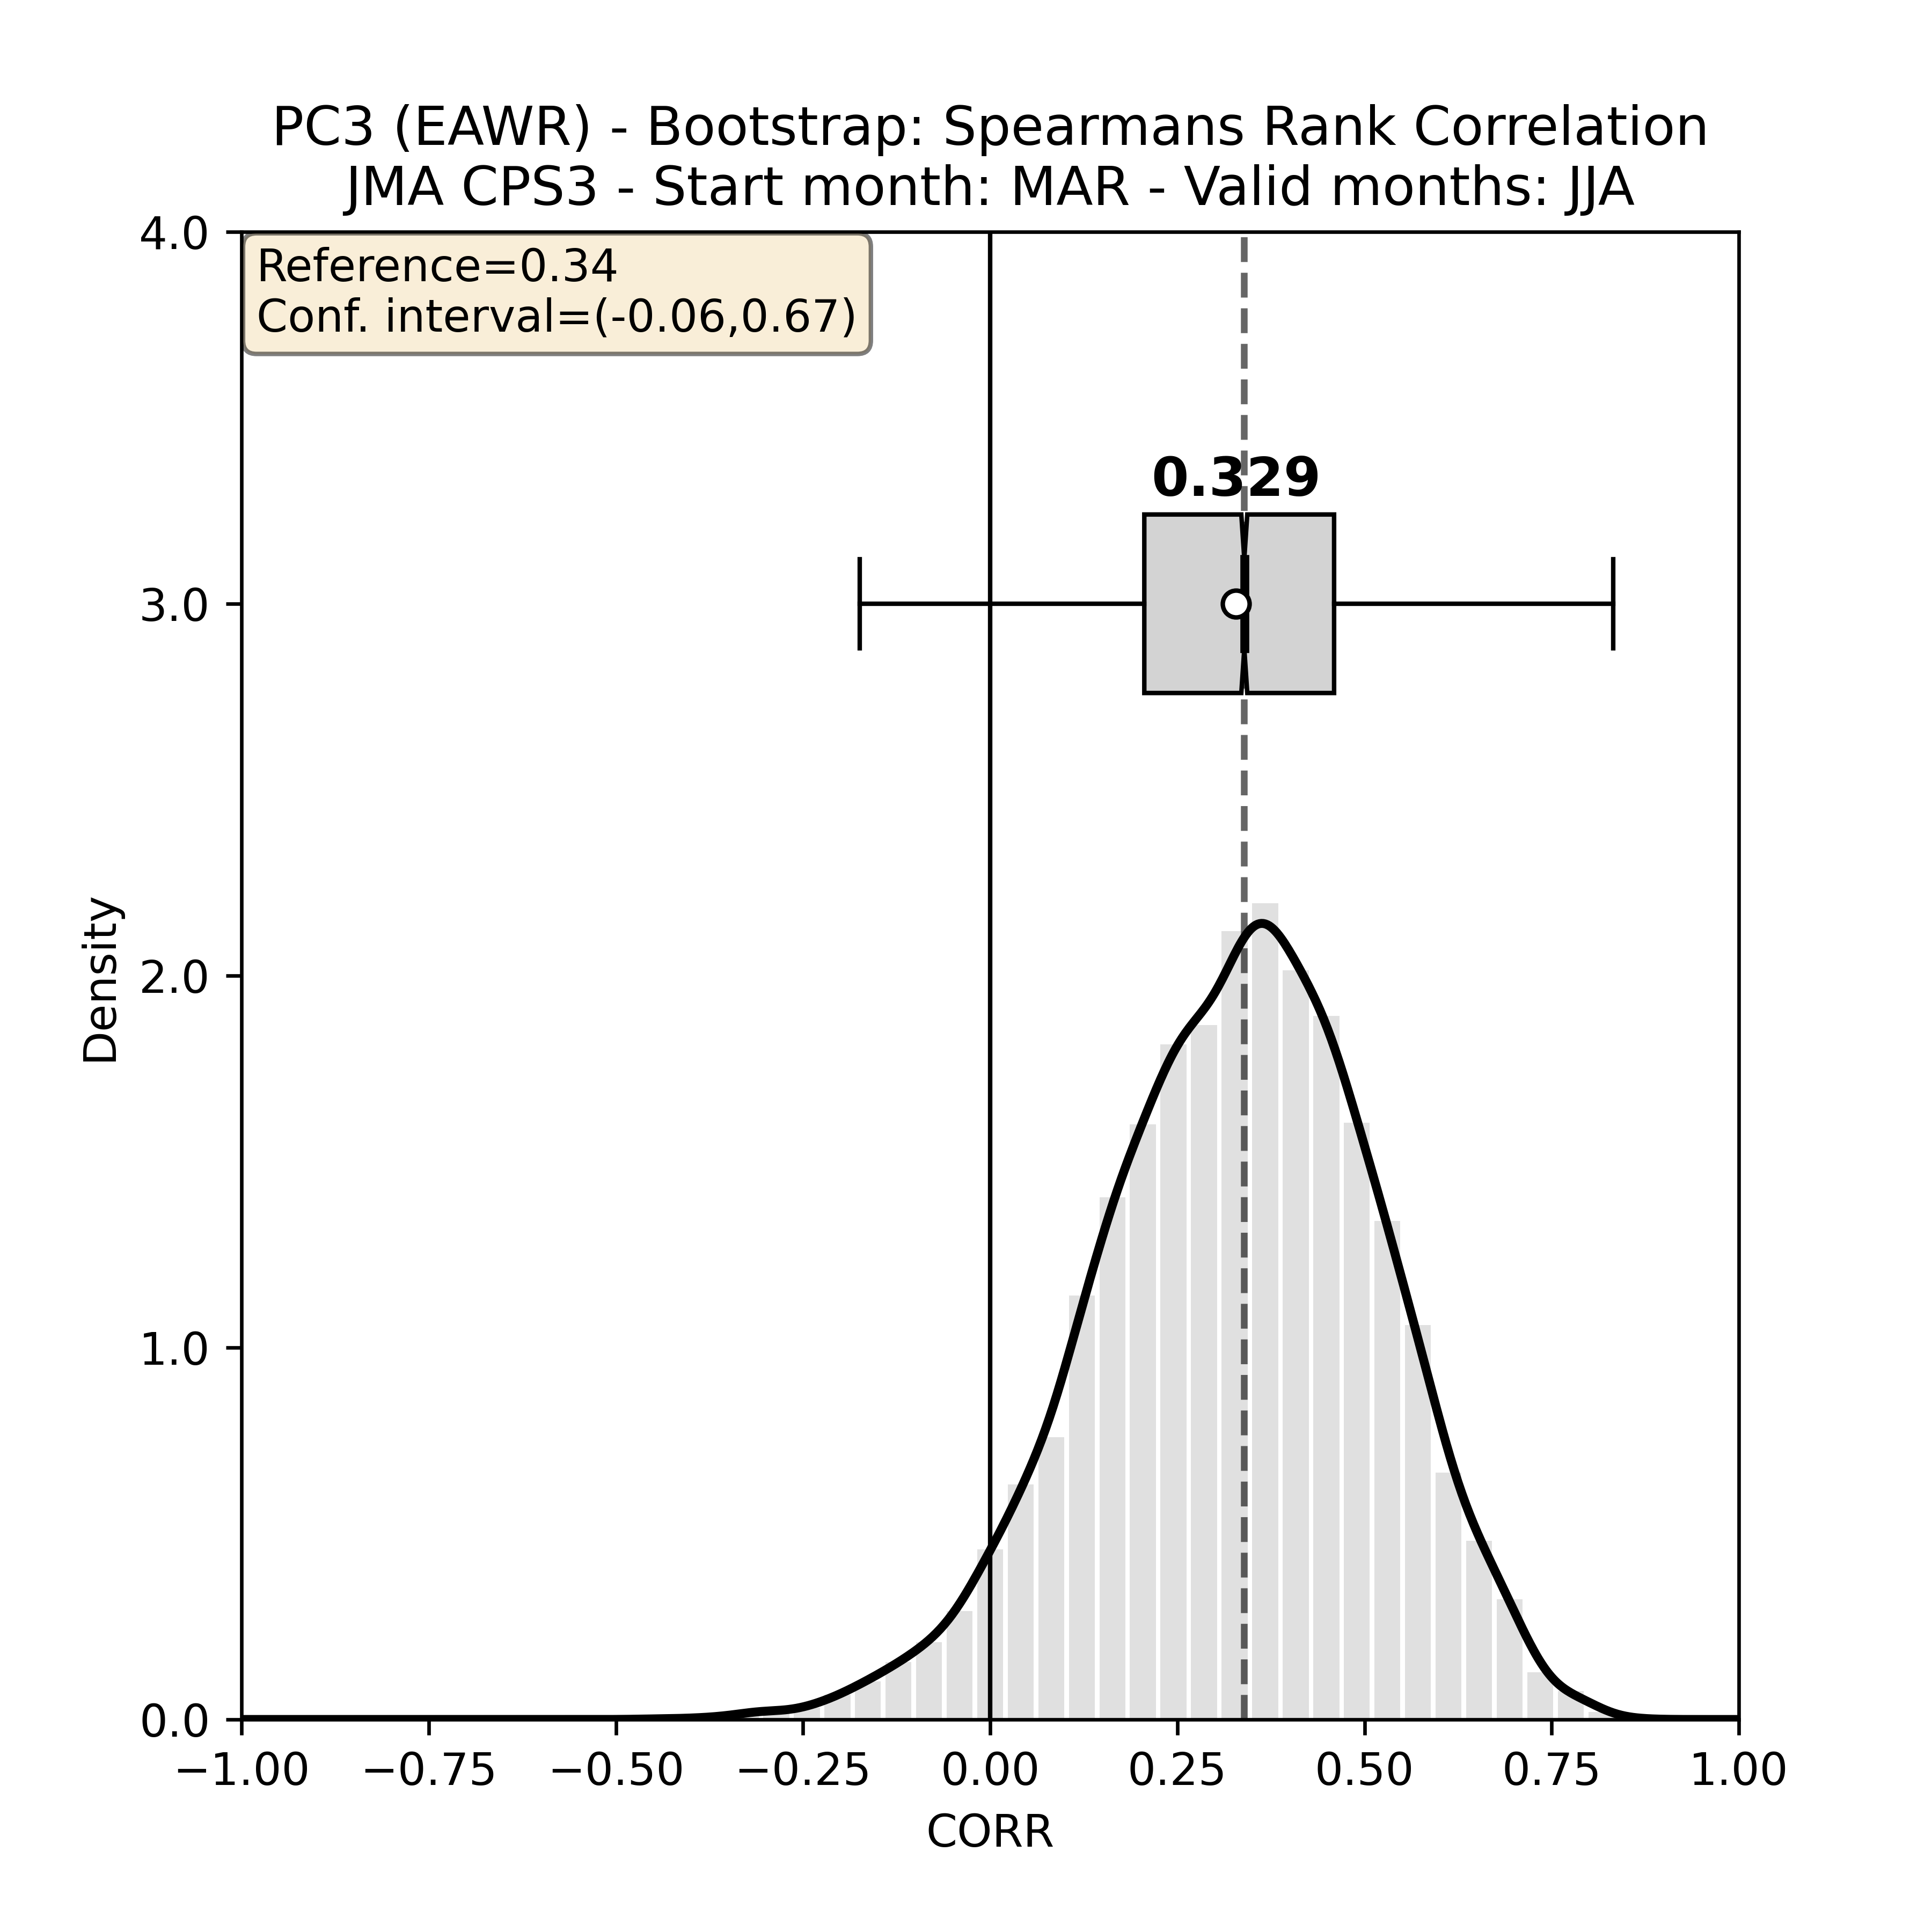 PC3 (EAWR) - Bootstrap: Spearmans Rank Correlation
JMA CPS3 - Start month: MAR - Valid months: JJA
4.0
Reference=0.34
Conf. interval=(-0.06,0.67)
0.329
3.0
Density
2.0
1.0
0.0
−1.00 −0.75 −0.50 −0.25 0.00 0.25 0.50 0.75 1.00
CORR